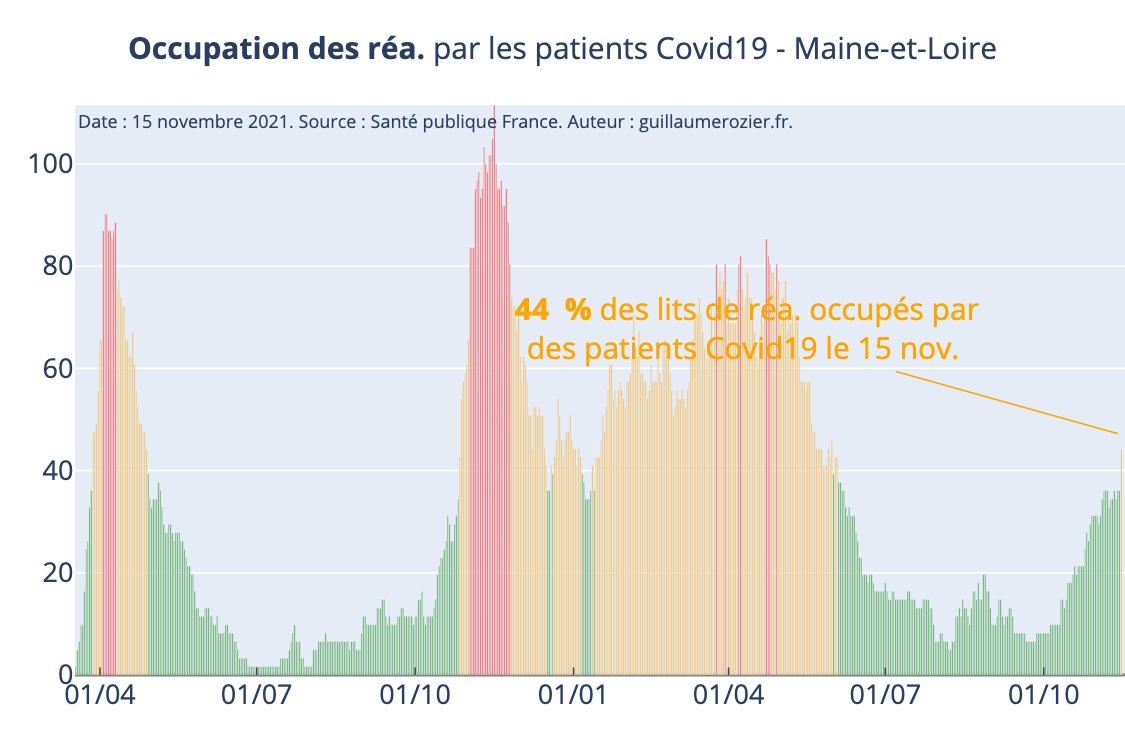 Occupation des réa. par les patients Covid19 - Maine-et-Loire
Date : 15 novembre 2021. Source : Santé publique France. Auteur : guillaumerozier.fr.
100
80
60
40
20
0
44 % des lits de réa. occupés par
des patients Covid19 le 15 nov.
01/04 01/07 01/10 01/01 01/04 01/07 01/10